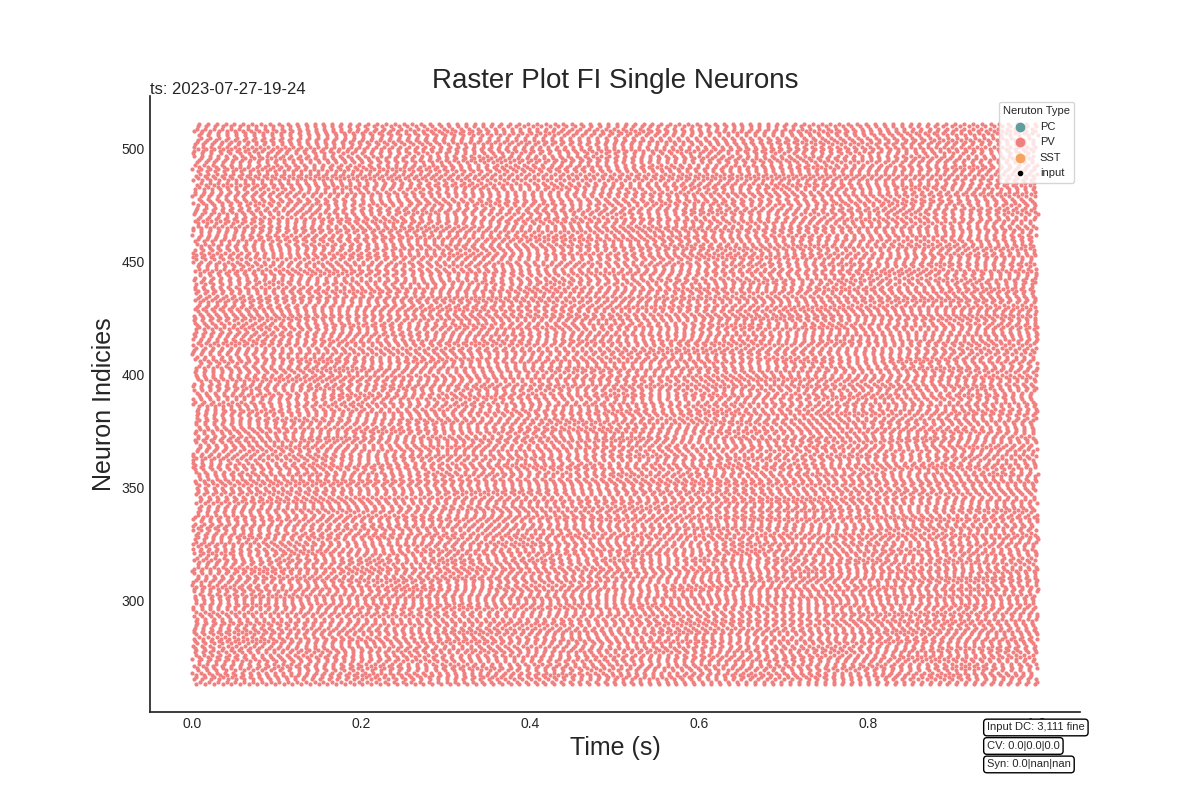 Raster Plot FI Single Neurons
ts: 2023-07-27-19-24
Neruton Type
PC
PV
SST
input
Neuron Indicies
500
450
400
350
300
0.0 0.2 0.4 0.6 0.8
Time (s)
Input DC: 3,111 fine
CV: 0.0|0.0|0.0
Syn: 0.0|nan|nan